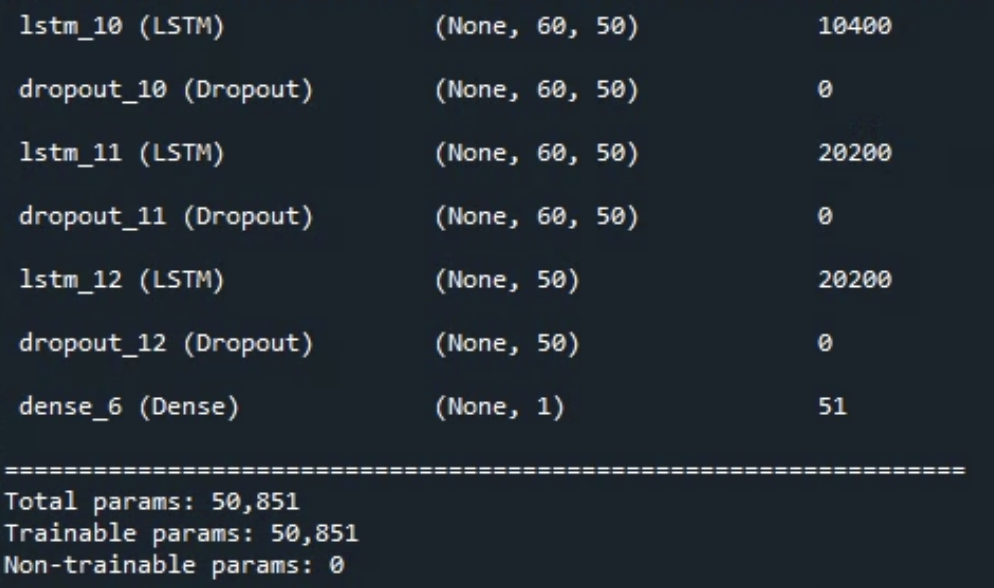 lstm_10 (LSTM) (None, 60, 50) 10400
dropout_10 (Dropout) (None, 60, 50) 0
lstm_11 (LSTM) (None, 60, 50) 20200
dropout_11 (Dropout) (None, 60, 50) 0
lstm_12 (LSTM) (None, 50) 20200
dropout_12 (Dropout) (None, 50) 0
dense_6 (Dense) (None, 1) 51
=================================================================
Total params: 50,851
Trainable params: 50,851
Non-trainable params: 0